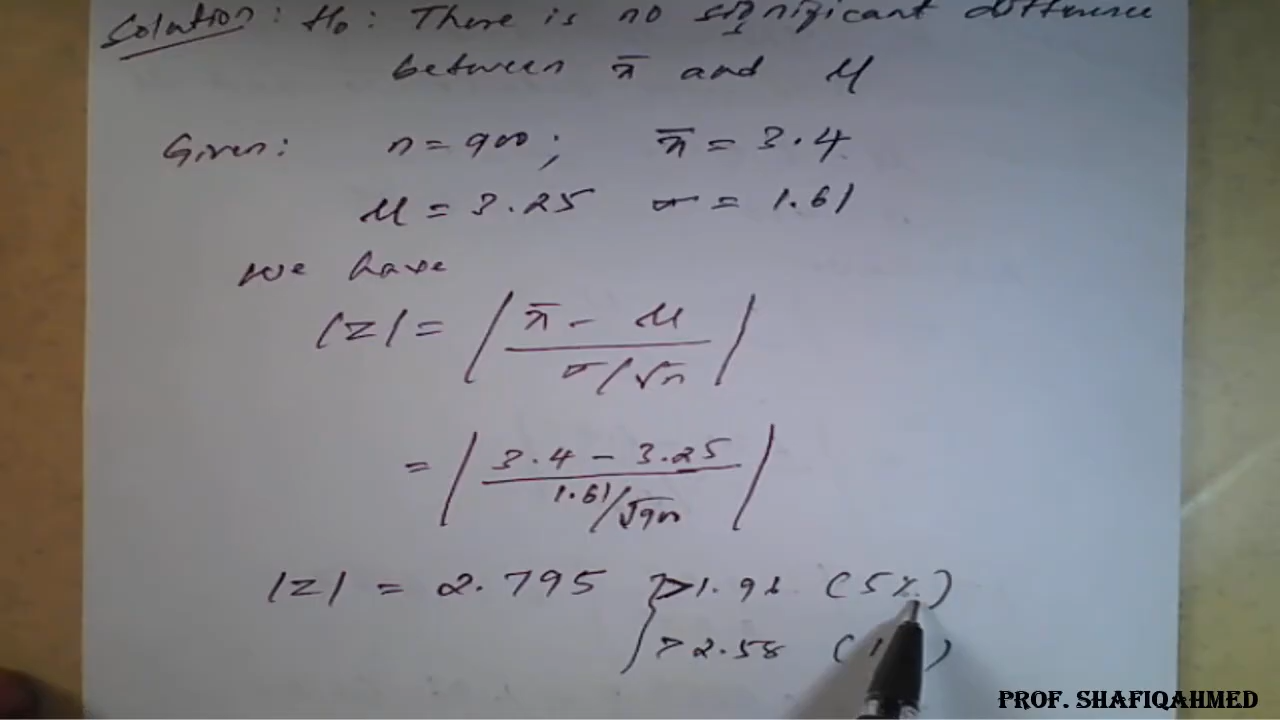 Solution: H₀: There is no significant difference
between x̄ and μ
Given: n = 900; x̄ = 3.4
μ = 3.25 σ = 1.61
we have
|Z| = | x̄ - μ / σ/√n |
= | 3.4 - 3.25 / 1.61/√900 |
|Z| = 2.795 > 1.96 (5%)
> 2.58 (1
PROF. SHAFIQAHMED